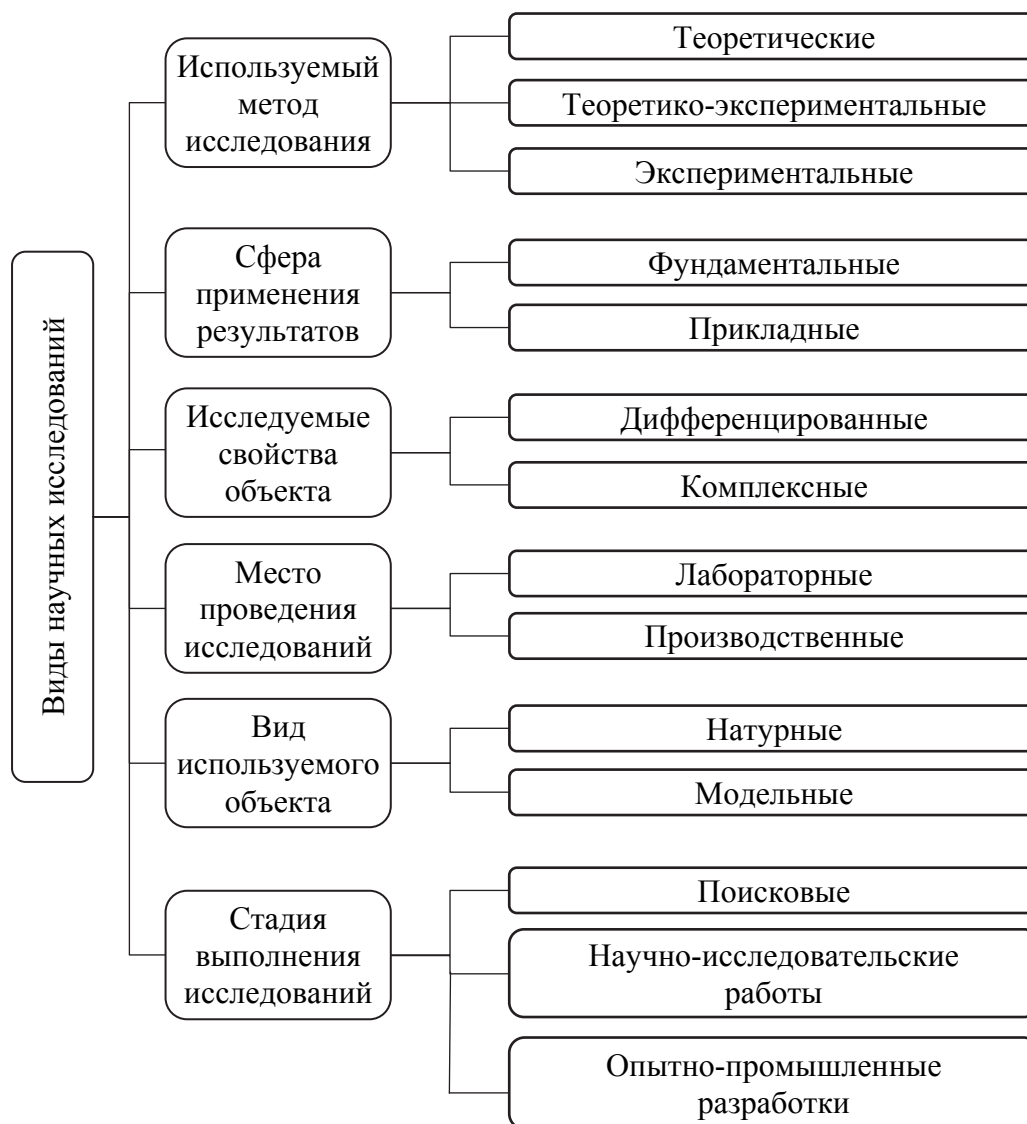 Виды научных исследований
Используемый
метод
исследования
Теоретические
Теоретико-экспериментальные
Экспериментальные
Сфера
применения
результатов
Фундаментальные
Прикладные
Исследуемые
свойства
объекта
Дифференцированные
Комплексные
Место
проведения
исследований
Лабораторные
Производственные
Вид
используемого
объекта
Натурные
Модельные
Стадия
выполнения
исследований
Поисковые
Научно-исследовательские
работы
Опытно-промышленные
разработки